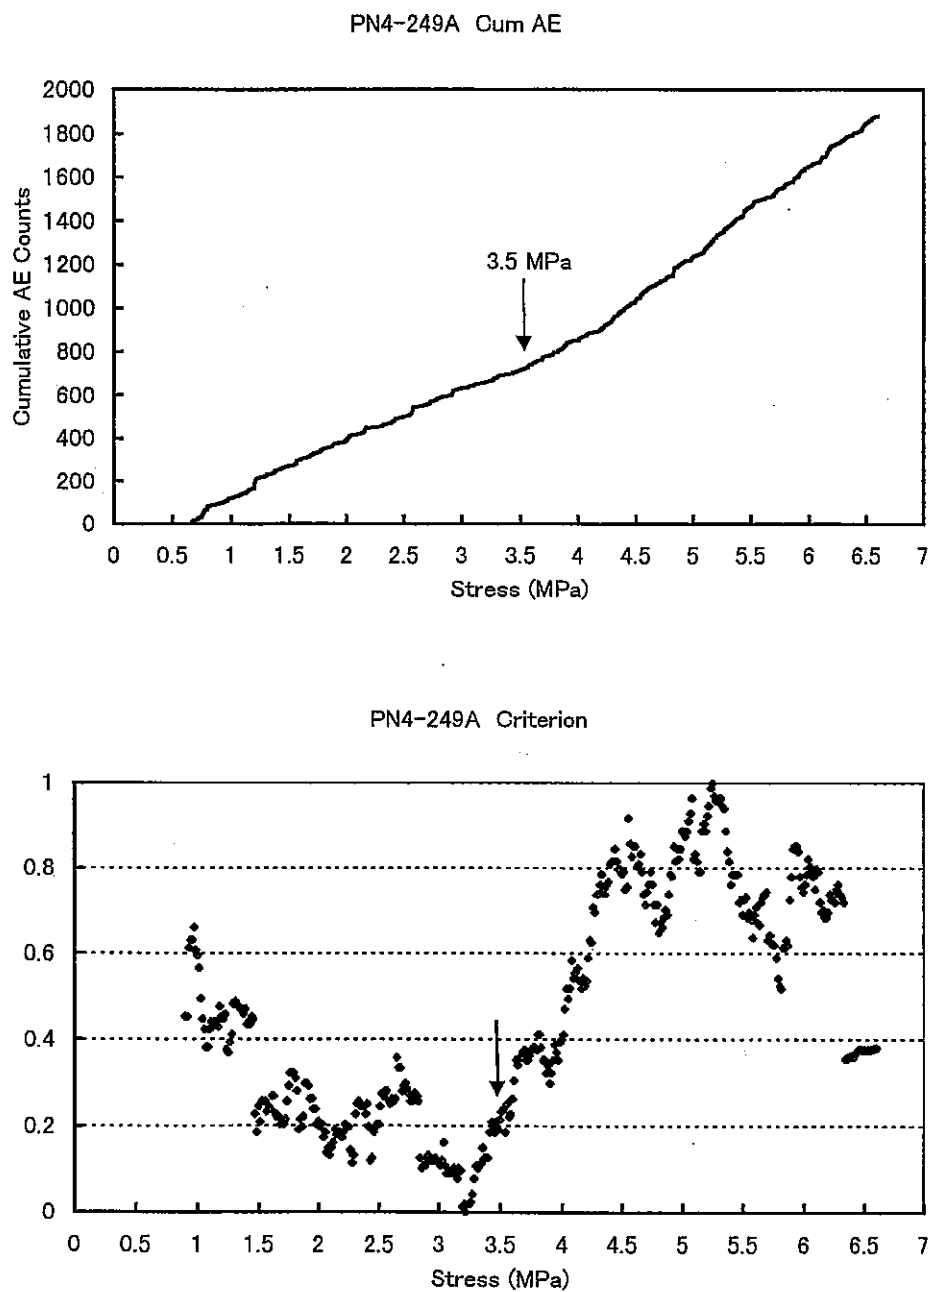 PN4-249A Cum AE
2000
1800
1600
1400
1200
1000
800
600
400
200
0
Cumulative AE Counts
3.5 MPa
0 0.5 1 1.5 2 2.5 3 3.5 4 4.5 5 5.5 6 6.5 7
Stress (MPa)
PN4-249A Criterion
1
0.8
0.6
0.4
0.2
0
0 0.5 1 1.5 2 2.5 3 3.5 4 4.5 5 5.5 6 6.5 7
Stress (MPa)